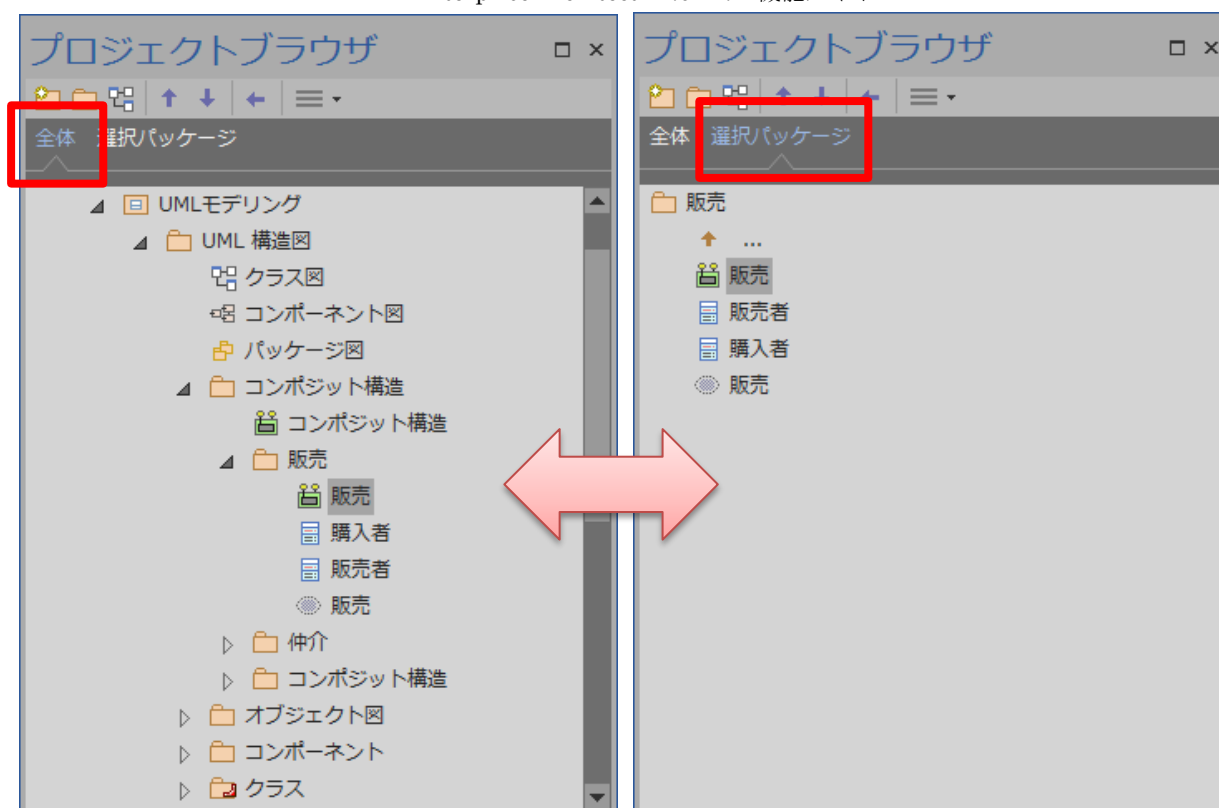 プロジェクトブラウザ
全体 選択パッケージ
UMLモデリング
UML 構造図
クラス図
コンポーネント図
パッケージ図
コンポジット構造
コンポジット構造
販売
販売
購入者
販売者
販売
仲介
コンポジット構造
オブジェクト図
コンポーネント
クラス
プロジェクトブラウザ
全体 選択パッケージ
販売
...
販売
販売者
購入者
販売